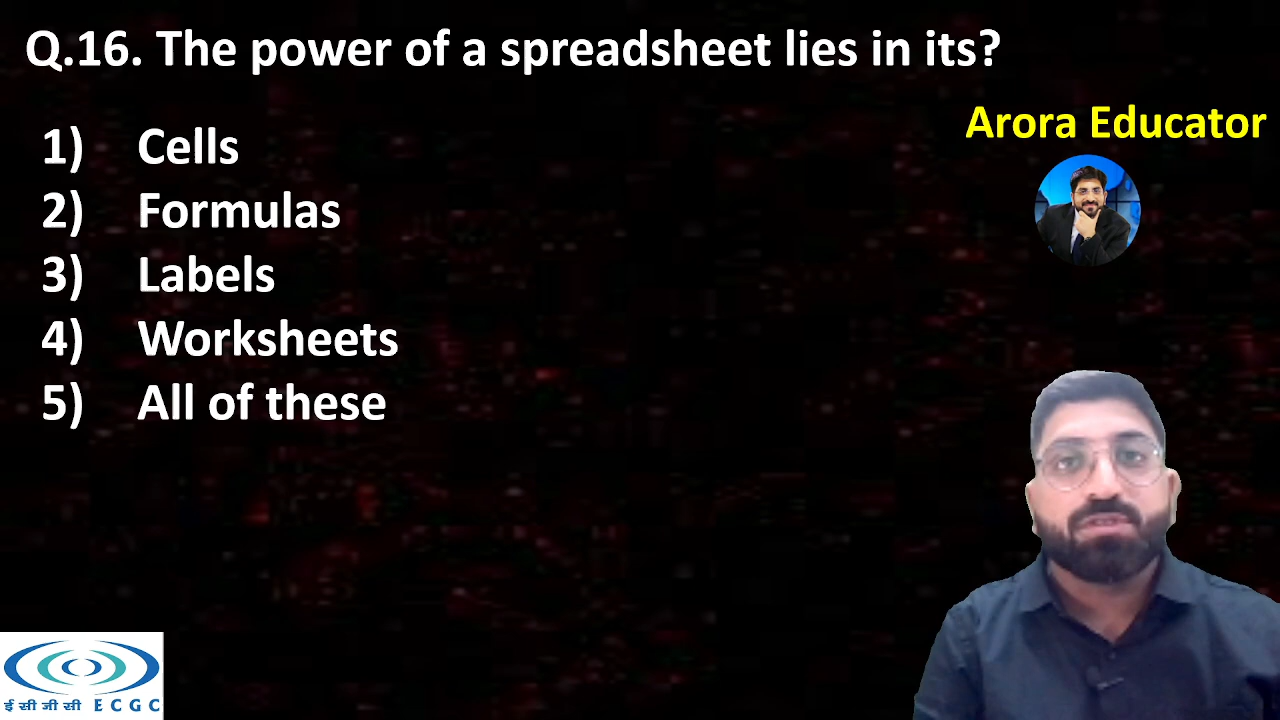 Q.16. The power of a spreadsheet lies in its?
Arora Educator
1) Cells
2) Formulas
3) Labels
4) Worksheets
5) All of these
ई सी जी सी E C G C